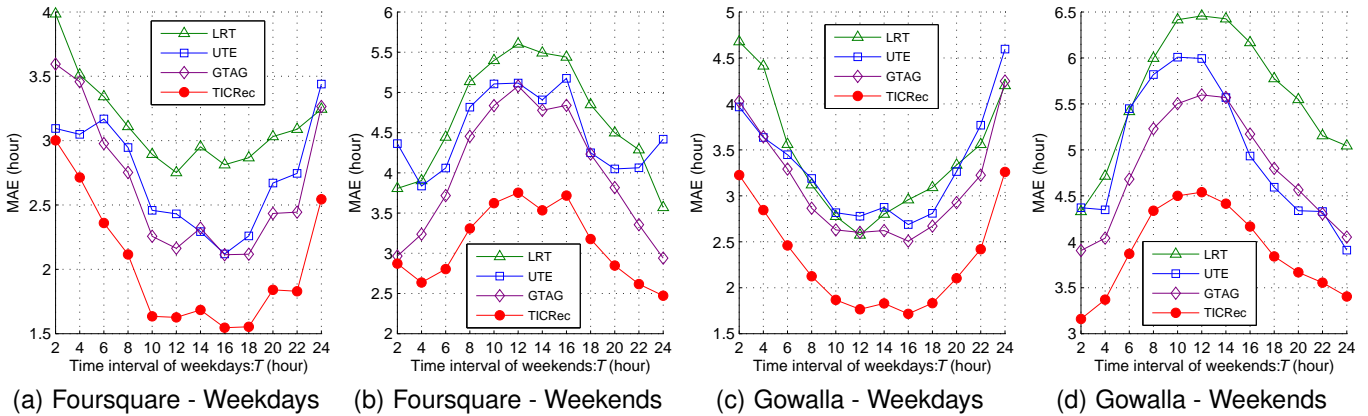 4
3.5
3
2.5
2
1.5
MAE (hour)
2 4 6 8 10 12 14 16 18 20 22 24
Time interval of weekdays:T (hour)
LRT
UTE
GTAG
TICRec
(a) Foursquare - Weekdays
6
5.5
5
4.5
4
3.5
3
2.5
2
MAE (hour)
2 4 6 8 10 12 14 16 18 20 22 24
Time interval of weekends:T (hour)
LRT
UTE
GTAG
TICRec
(b) Foursquare - Weekends
5
4.5
4
3.5
3
2.5
2
1.5
MAE (hour)
2 4 6 8 10 12 14 16 18 20 22 24
Time interval of weekdays:T (hour)
LRT
UTE
GTAG
TICRec
(c) Gowalla - Weekdays
6.5
6
5.5
5
4.5
4
3.5
3
MAE (hour)
2 4 6 8 10 12 14 16 18 20 22 24
Time interval of weekends:T (hour)
LRT
UTE
GTAG
TICRec
(d) Gowalla - Weekends